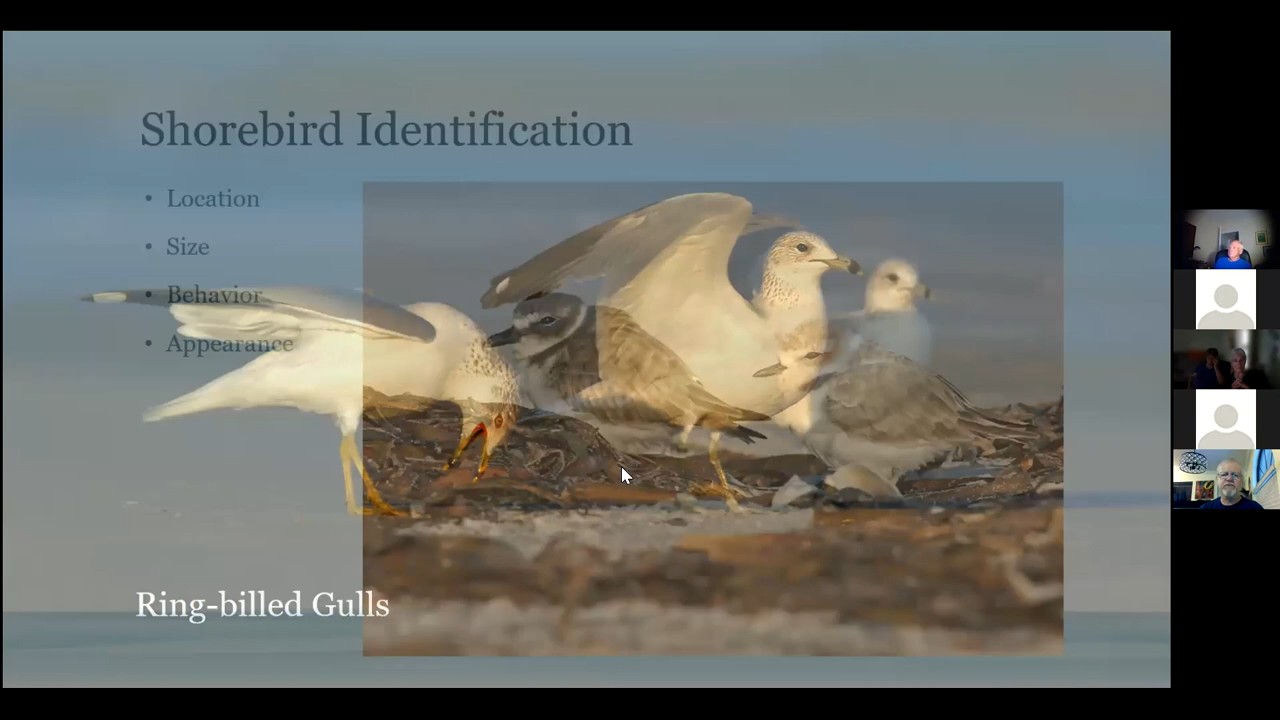 Shorebird Identification
• Location
• Size
• Behavior
• Appearance
Ring-billed Gulls